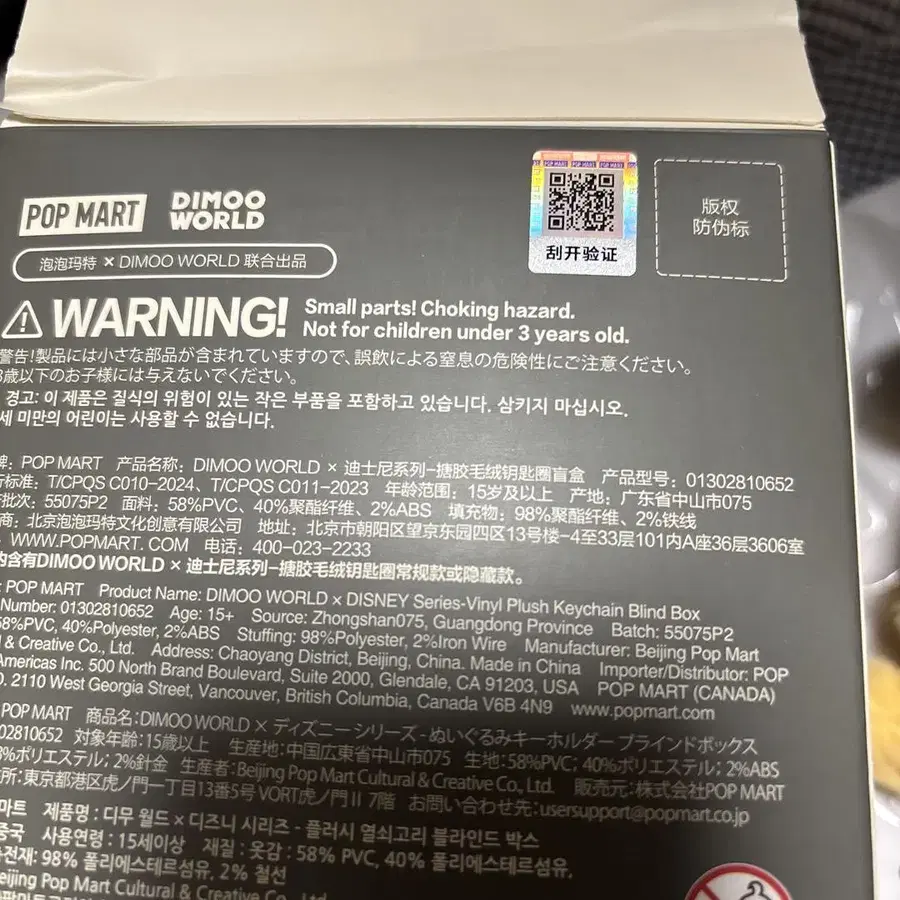 POP MART
DIMOO
WORLD
刮开验证
版权
防伪标
泡泡玛特 × DIMOO WORLD 联合出品
WARNING! Small parts! Choking hazard.
Not for children under 3 years old.
警告!製品には小さな部品が含まれていますので、誤飲による窒息の危険性にご注意ください。
3歳以下のお子様には与えないでください。
경고: 이 제품은 질식의 위험이 있는 작은 부품을 포함하고 있습니다. 삼키지 마십시오.
세 미만의 어린이는 사용할 수 없습니다.
牌: POP MART 产品名称: DIMOO WORLD × 迪士尼系列-搪胶毛绒钥匙圈盲盒 产品型号: 01302810652
行标准: T/CPQS C010-2024、T/CPQS C011-2023 年龄范围: 15岁及以上 产地: 广东省中山市075
批次: 55075P2 面料: 58%PVC、40%聚酯纤维、2%ABS 填充物: 98%聚酯纤维、2%铁线
商: 北京泡泡玛特文化创意有限公司 地址: 北京市朝阳区望京东园四区13号楼-4至33层101内A座36层3606室
WWW.POPMART. COM 电话: 400-023-2233
内含有DIMOO WORLD × 迪士尼系列-搪胶毛绒钥匙圈常规款或隐藏款。
POP MART Product Name: DIMOO WORLD × DISNEY Series-Vinyl Plush Keychain Blind Box
Number: 01302810652 Age: 15+ Source: Zhongshan075, Guangdong Province Batch: 55075P2
58%PVC, 40%Polyester, 2%ABS Stuffing: 98%Polyester, 2%Iron Wire Manufacturer: Beijing Pop Mart
& Creative Co., Ltd. Address: Chaoyang District, Beijing, China. Made in China Importer/Distributor: POP
Americas Inc. 500 North Brand Boulevard, Suite 2000, Glendale, CA 91203, USA POP MART (CANADA)
2110 West Georgia Street, Vancouver, British Columbia, Canada V6B 4N9 www.popmart.com
POP MART 商品名: DIMOO WORLD × ディズニー シリーズ - ぬいぐるみキーホルダー ブラインドボックス
02810652 対象年齢: 15歳以上 生産地: 中国広東省中山市075 生地: 58%PVC; 40%ポリエステル; 2%ABS
8%ポリエステル; 2%針金 生産者: Beijing Pop Mart Cultural & Creative Co., Ltd. 販売元: 株式会社POP MART
所: 東京都港区虎ノ門一丁目13番5号 VORT虎ノ門II 7階 お問い合わせ先: usersupport@popmart.co.jp
마트 제품명 : 디무 월드 × 디즈니 시리즈 - 플러시 열쇠고리 블라인드 박스
중국 사용연령 : 15세이상 재질 : 옷감 : 58% PVC, 40% 폴리에스테르섬유,
충전재: 98% 폴리에스테르섬유, 2% 철선
Beijing Pop Mart Cultural & Creative Co., Ltd